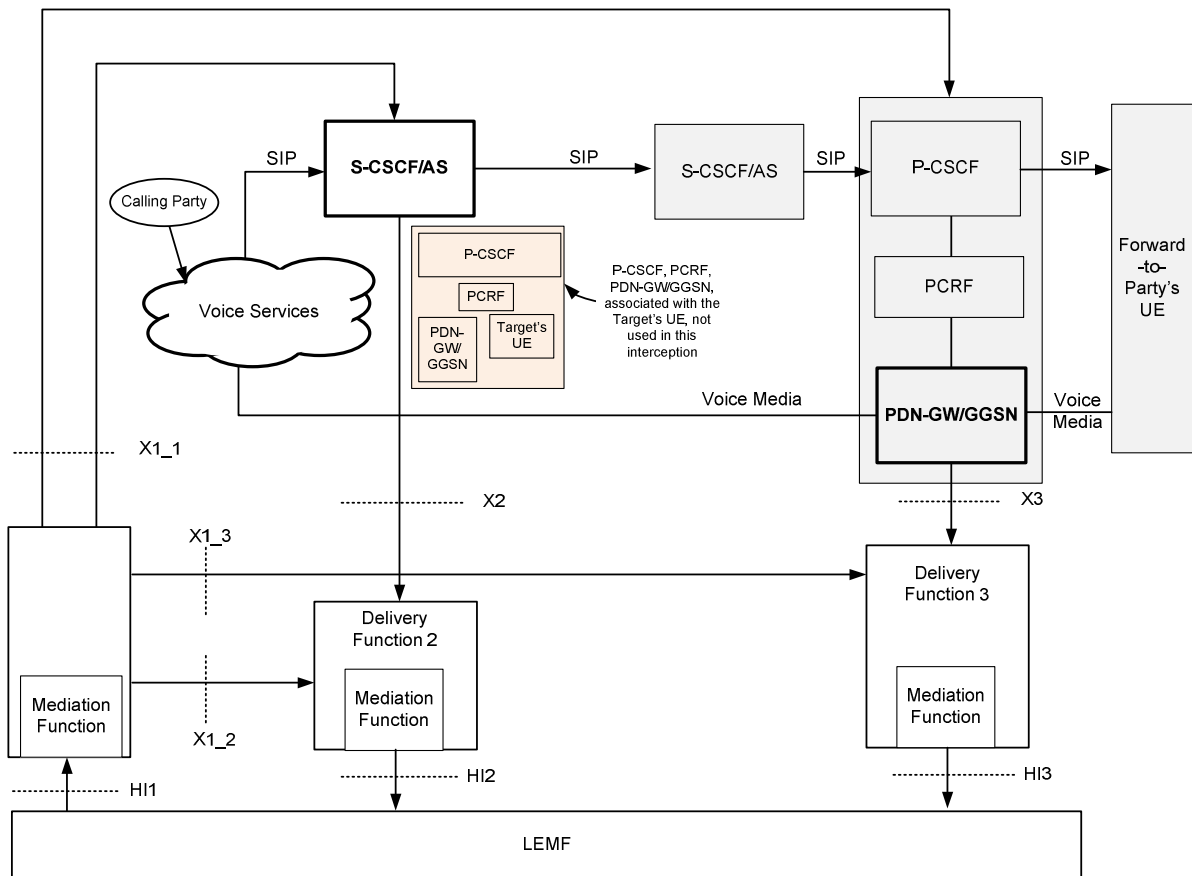 SIP
S-CSCF/AS
SIP
S-CSCF/AS
SIP
P-CSCF
SIP
Calling Party
Voice Services
P-CSCF
PCRF
PDN-
GW/
GGSN
Target's
UE
P-CSCF, PCRF,
PDN-GW/GGSN,
associated with the
Target's UE, not
used in this
interception
PCRF
Forward
-to-
Party's
UE
Voice Media
PDN-GW/GGSN
Voice
Media
X1_1
X2
X3
X1_3
Delivery
Function 2
Delivery
Function 3
Mediation
Function
Mediation
Function
Mediation
Function
X1_2
HI1
HI2
HI3
LEMF